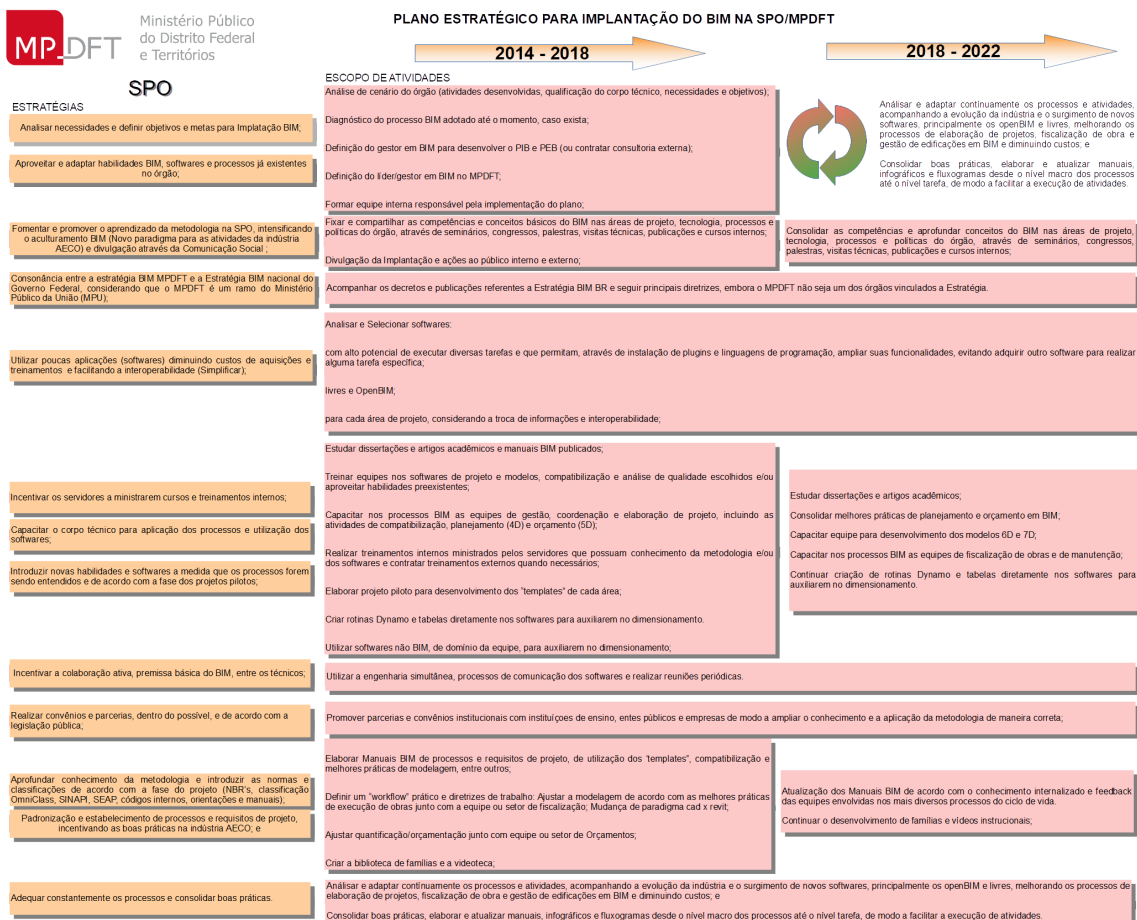 MP_DFT
Ministério Público
do Distrito Federal
e Territórios
PLANO ESTRATÉGICO PARA IMPLANTAÇÃO DO BIM NA SPO/MPDFT
2014 - 2018
2018 - 2022
SPO
ESTRATÉGIAS
ESCOPO DE ATIVIDADES
Analisar necessidades e definir objetivos e metas para Implatação BIM;
Aproveitar e adaptar habilidades BIM, softwares e processos já existentes
no órgão;
Análise de cenário do órgão (atividades desenvolvidas, qualificação do corpo técnico, necessidades e objetivos);
Diagnóstico do processo BIM adotado até o momento, caso exista;
Definição do gestor em BIM para desenvolver o PIB e PEB (ou contratar consultoria externa);
Definição do líder/gestor em BIM no MPDFT;
Formar equipe interna responsável pela implementação do plano;
Análisar e adaptar contínuamente os processos e atividades,
acompanhando a evolução da indústria e o surgimento de novos
softwares, principalmente os openBIM e livres, melhorando os
processos de elaboração de projetos, fiscalização de obra e
gestão de edificações em BIM e diminuindo custos; e
Consolidar boas práticas, elaborar e atualizar manuais,
infográficos e fluxogramas desde o nível macro dos processos
até o nível tarefa, de modo a facilitar a execução de atividades.
Fomentar e promover o aprendizado da metodologia na SPO, intensificando
o aculturamento BIM (Novo paradigma para as atividades da indústria
AECO) e divulgação através da Comunicação Social ;
Fixar e compartilhar as competências e conceitos básicos do BIM nas áreas de projeto, tecnologia, processos e
políticas do órgão, através de seminários, congressos, palestras, visitas técnicas, publicações e cursos internos;
Divulgação da Implantação e ações ao público interno e externo;
Consolidar as competências e aprofundar conceitos do BIM nas áreas de projeto,
tecnologia, processos e políticas do órgão, através de seminários, congressos,
palestras, visitas técnicas, publicações e cursos internos;
Consonância entre a estratégia BIM MPDFT e a Estratégia BIM nacional do
Governo Federal, considerando que o MPDFT é um ramo do Ministério
Público da União (MPU);
Acompanhar os decretos e publicações referentes a Estratégia BIM BR e seguir principais diretrizes, embora o MPDFT não seja um dos órgãos vinculados a Estratégia.
Utilizar poucas aplicações (softwares) diminuindo custos de aquisições e
treinamentos e facilitando a interoperabilidade (Simplificar);
Analisar e Selecionar softwares:
com alto potencial de executar diversas tarefas e que permitam, através de instalação de plugins e linguagens de programação, ampliar suas funcionalidades, evitando adquirir outro software para realizar
alguma tarefa específica;
livres e OpenBIM;
para cada área de projeto, considerando a troca de informações e interoperabilidade;
Incentivar os servidores a ministrarem cursos e treinamentos internos;
Capacitar o corpo técnico para aplicação dos processos e utilização dos
softwares;
Introduzir novas habilidades e softwares a medida que os processos forem
sendo entendidos e de acordo com a fase dos projetos pilotos;
Estudar dissertações e artigos acadêmicos e manuais BIM publicados;
Treinar equipes nos softwares de projeto e modelos, compatibilização e análise de qualidade escolhidos e/ou
aproveitar habilidades preexistentes;
Capacitar nos processos BIM as equipes de gestão, coordenação e elaboração de projeto, incluindo as
atividades de compatibilização, planejamento (4D) e orçamento (5D);
Realizar treinamentos internos ministrados pelos servidores que possuam conhecimento da metodologia e/ou
dos softwares e contratar treinamentos externos quando necessários;
Elaborar projeto piloto para desenvolvimento dos "templates" de cada área;
Criar rotinas Dynamo e tabelas diretamente nos softwares para auxiliarem no dimensionamento.
Utilizar softwares não BIM, de domínio da equipe, para auxiliarem no dimensionamento;
Estudar dissertações e artigos acadêmicos;
Consolidar melhores práticas de planejamento e orçamento em BIM;
Capacitar equipe para desenvolvimento dos modelos 6D e 7D;
Capacitar nos processos BIM as equipes de fiscalização de obras e de manutenção;
Continuar criação de rotinas Dynamo e tabelas diretamente nos softwares para
auxiliarem no dimensionamento.
Incentivar a colaboração ativa, premissa básica do BIM, entre os técnicos;
Utilizar a engenharia simultânea, processos de comunicação dos softwares e realizar reuniões periódicas.
Realizar convênios e parcerias, dentro do possível, e de acordo com a
legislação pública;
Promover parcerias e convênios institucionais com instituíçoes de ensino, entes públicos e empresas de modo a ampliar o conhecimento e a aplicação da metodologia de maneira correta;
Aprofundar conhecimento da metodologia e introduzir as normas e
classificações de acordo com a fase do projeto (NBR's, classificação
OmniClass, SINAPI, SEAP, códigos internos, orientações e manuais);
Padronização e estabelecimento de processos e requisitos de projeto,
incentivando as boas práticas na indústria AECO; e
Elaborar Manuais BIM de processos e requisitos de projeto, de utilização dos "templates", compatibilização e
melhores práticas de modelagem, entre outros;
Definir um "workflow" prático e diretrizes de trabalho: Ajustar a modelagem de acordo com as melhores práticas
de execução de obras junto com a equipe ou setor de fiscalização; Mudança de paradigma cad x revit;
Ajustar quantificação/orçamentação junto com equipe ou setor de Orçamentos;
Criar a biblioteca de famílias e a videoteca;
Atualização dos Manuais BIM de acordo com o conhecimento internalizado e feedback
das equipes envolvidas nos mais diversos processos do ciclo de vida.
Continuar o desenvolvimento de famílias e vídeos instrucionais;
Adequar constantemente os processos e consolidar boas práticas.
Análisar e adaptar contínuamente os processos e atividades, acompanhando a evolução da indústria e o surgimento de novos softwares, principalmente os openBIM e livres, melhorando os processos de
elaboração de projetos, fiscalização de obra e gestão de edificações em BIM e diminuindo custos; e
Consolidar boas práticas, elaborar e atualizar manuais, infográficos e fluxogramas desde o nível macro dos processos até o nível tarefa, de modo a facilitar a execução de atividades.